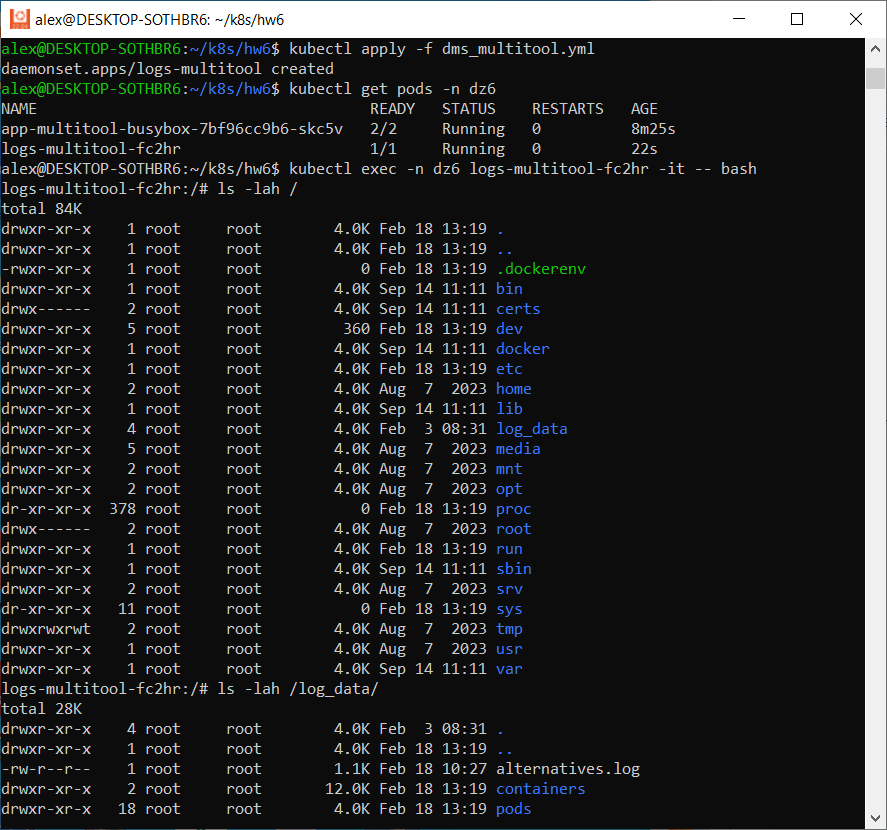 alex@DESKTOP-SOTHBR6: ~/k8s/hw6
alex@DESKTOP-SOTHBR6:~/k8s/hw6$ kubectl apply -f dms_multitool.yml
daemonset.apps/logs-multitool created
alex@DESKTOP-SOTHBR6:~/k8s/hw6$ kubectl get pods -n dz6
NAME                                     READY   STATUS    RESTARTS   AGE
app-multitool-busybox-7bf96cc9b6-skc5v   2/2     Running   0          8m25s
logs-multitool-fc2hr                     1/1     Running   0          22s
alex@DESKTOP-SOTHBR6:~/k8s/hw6$ kubectl exec -n dz6 logs-multitool-fc2hr -it -- bash
logs-multitool-fc2hr:/# ls -lah /
total 84K
drwxr-xr-x    1 root     root        4.0K Feb 18 13:19 .
drwxr-xr-x    1 root     root        4.0K Feb 18 13:19 ..
-rwxr-xr-x    1 root     root           0 Feb 18 13:19 .dockerenv
drwxr-xr-x    1 root     root        4.0K Sep 14 11:11 bin
drwx------    2 root     root        4.0K Sep 14 11:11 certs
drwxr-xr-x    5 root     root         360 Feb 18 13:19 dev
drwxr-xr-x    1 root     root        4.0K Sep 14 11:11 docker
drwxr-xr-x    1 root     root        4.0K Feb 18 13:19 etc
drwxr-xr-x    2 root     root        4.0K Aug  7  2023 home
drwxr-xr-x    1 root     root        4.0K Sep 14 11:11 lib
drwxr-xr-x    4 root     root        4.0K Feb  3 08:31 log_data
drwxr-xr-x    5 root     root        4.0K Aug  7  2023 media
drwxr-xr-x    2 root     root        4.0K Aug  7  2023 mnt
drwxr-xr-x    2 root     root        4.0K Aug  7  2023 opt
dr-xr-xr-x  378 root     root           0 Feb 18 13:19 proc
drwx------    2 root     root        4.0K Aug  7  2023 root
drwxr-xr-x    1 root     root        4.0K Feb 18 13:19 run
drwxr-xr-x    1 root     root        4.0K Sep 14 11:11 sbin
drwxr-xr-x    2 root     root        4.0K Aug  7  2023 srv
dr-xr-xr-x   11 root     root           0 Feb 18 13:19 sys
drwxrwxrwt    2 root     root        4.0K Aug  7  2023 tmp
drwxr-xr-x    1 root     root        4.0K Aug  7  2023 usr
drwxr-xr-x    1 root     root        4.0K Sep 14 11:11 var
logs-multitool-fc2hr:/# ls -lah /log_data/
total 28K
drwxr-xr-x    4 root     root        4.0K Feb  3 08:31 .
drwxr-xr-x    1 root     root        4.0K Feb 18 13:19 ..
-rw-r--r--    1 root     root        1.1K Feb 18 10:27 alternatives.log
drwxr-xr-x    2 root     root       12.0K Feb 18 13:19 containers
drwxr-xr-x   18 root     root        4.0K Feb 18 13:19 pods